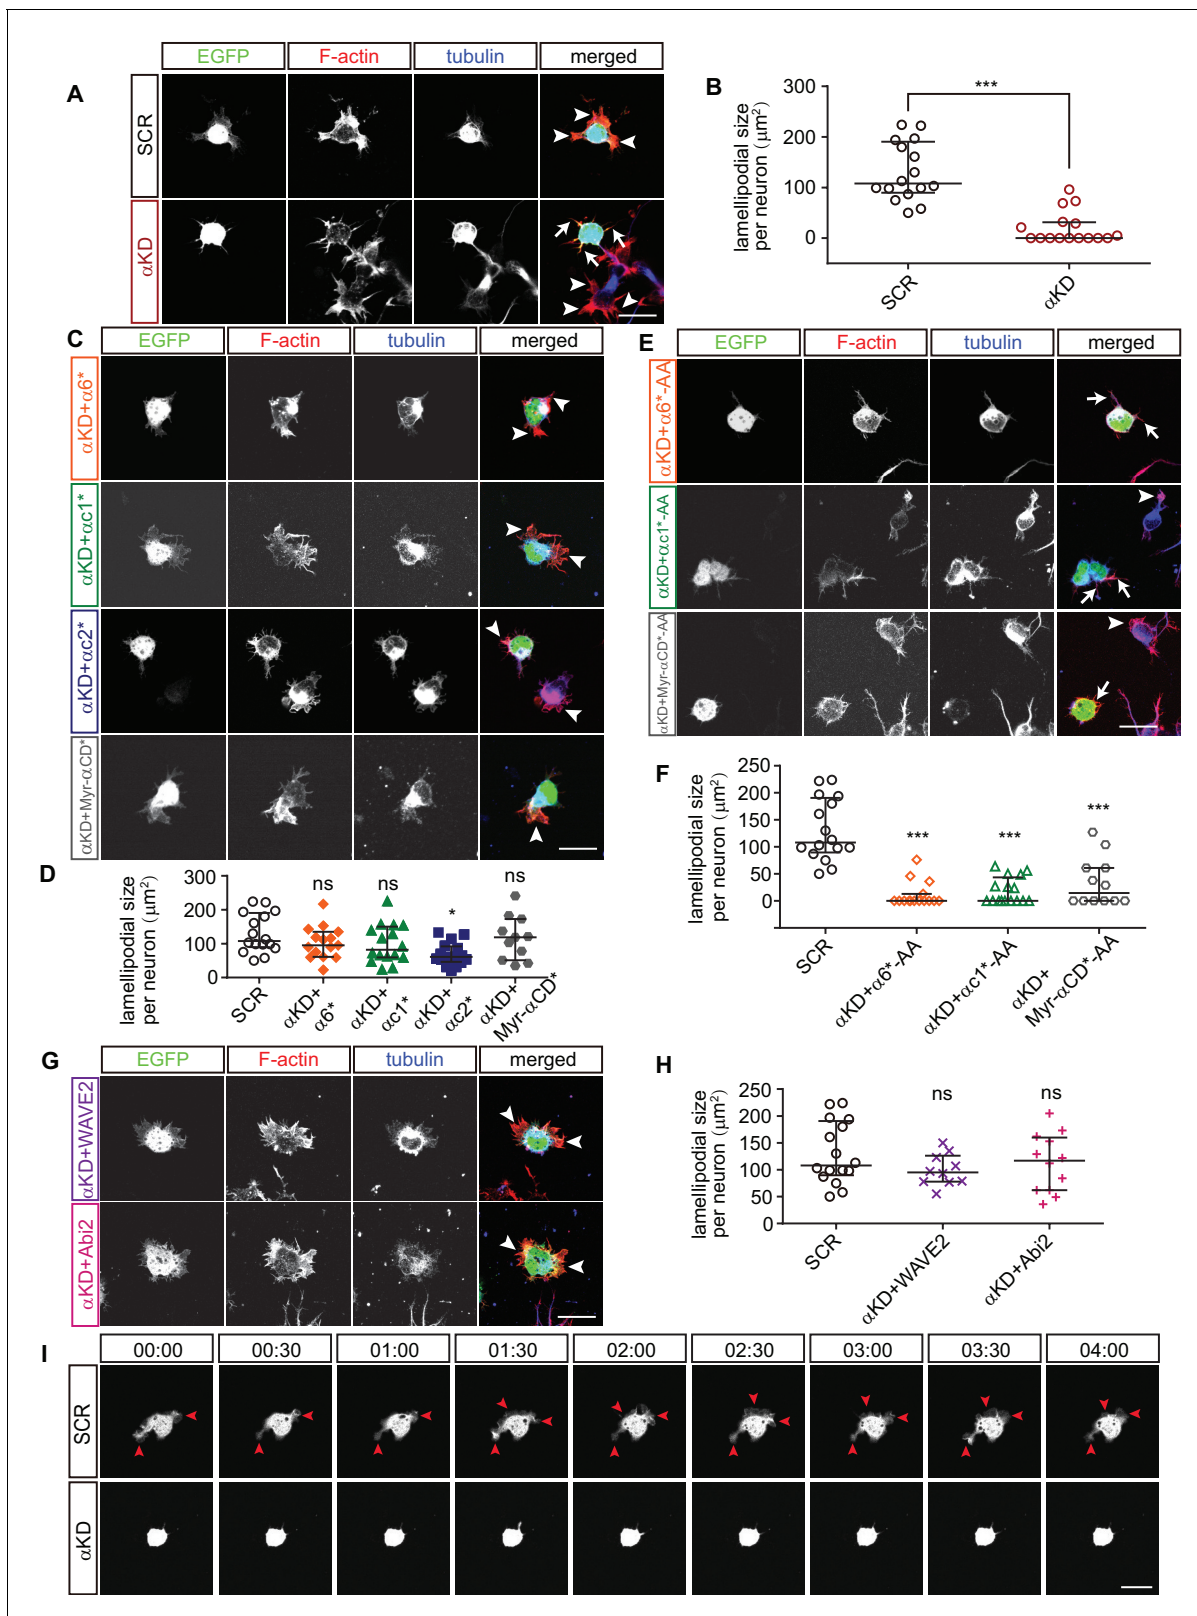 A
EGFP F-actin tubulin merged
SCR
αKD
B
lamellipodial size
per neuron (μm²)
300
200
100
0
***
SCR
αKD
C
EGFP F-actin tubulin merged
αKD+α6*
αKD+αc1*
αKD+αc2*
αKD+Myr-αCD*
D
lamellipodial size
per neuron (μm²)
300
200
100
0
ns ns * ns
SCR
αKD+
α6*
αKD+
αc1*
αKD+
αc2*
αKD+
Myr-αCD*
E
EGFP F-actin tubulin merged
αKD+α6*-AA
αKD+αc1*-AA
αKD+Myr-αCD*-AA
F
lamellipodial size
per neuron (μm²)
250
200
150
100
50
0
*** *** ***
SCR
αKD+α6*-AA
αKD+αc1*-AA
αKD+
Myr-αCD*-AA
G
EGFP F-actin tubulin merged
αKD+WAVE2
αKD+Abi2
H
lamellipodial size
per neuron (μm²)
250
200
150
100
50
0
ns ns
SCR
αKD+WAVE2
αKD+Abi2
I
00:00 00:30 01:00 01:30 02:00 02:30 03:00 03:30 04:00
SCR
αKD